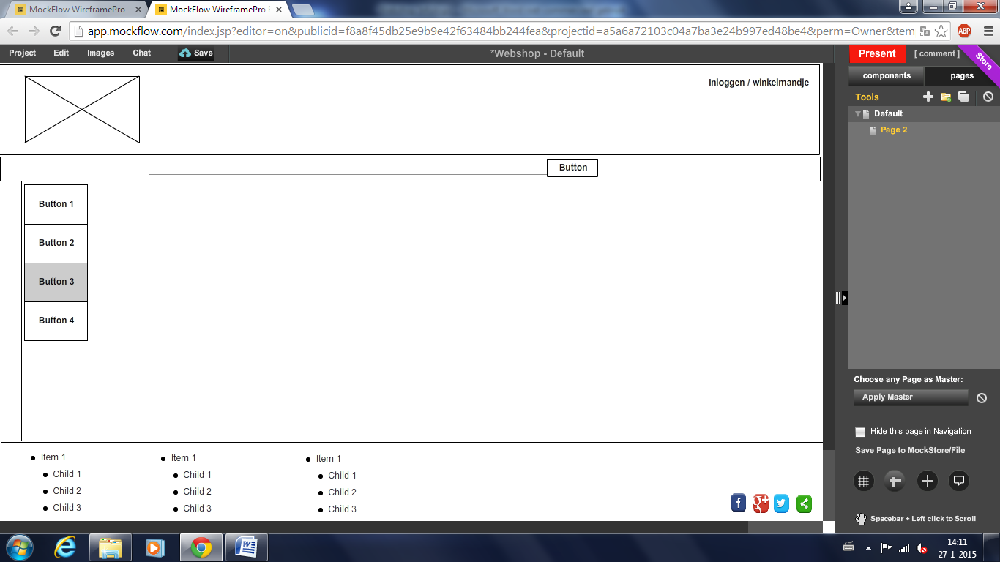 MockFlow WireframePro
MockFlow WireframePro E
app.mockflow.com/index.jsp?editor=on&publicid=f8a8f45db25e9b9e42f63484bb244fea&projectid=a5a6a72103c04a7ba3e24b997ed48be4&perm=Owner&tem
ABP
Project Edit Images Chat Save
*Webshop - Default
Present [ comment ] Store
components pages
Inloggen / winkelmandje
Tools
Default
Page 2
Button
Button 1
Button 2
Button 3
Button 4
Choose any Page as Master:
Apply Master
Hide this page in Navigation
Save Page to MockStore/File
Item 1
Child 1
Child 2
Child 3
Item 1
Child 1
Child 2
Child 3
Item 1
Child 1
Child 2
Child 3
Spacebar + Left click to Scroll
14:11
27-1-2015